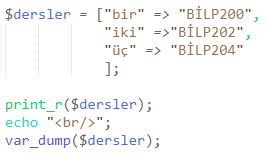 $dersler = ["bir" => "BİLP200",
"iki" =>"BİLP202",
"üç" => "BİLP204"
];
print_r($dersler);
echo "<br/>";
var_dump($dersler);